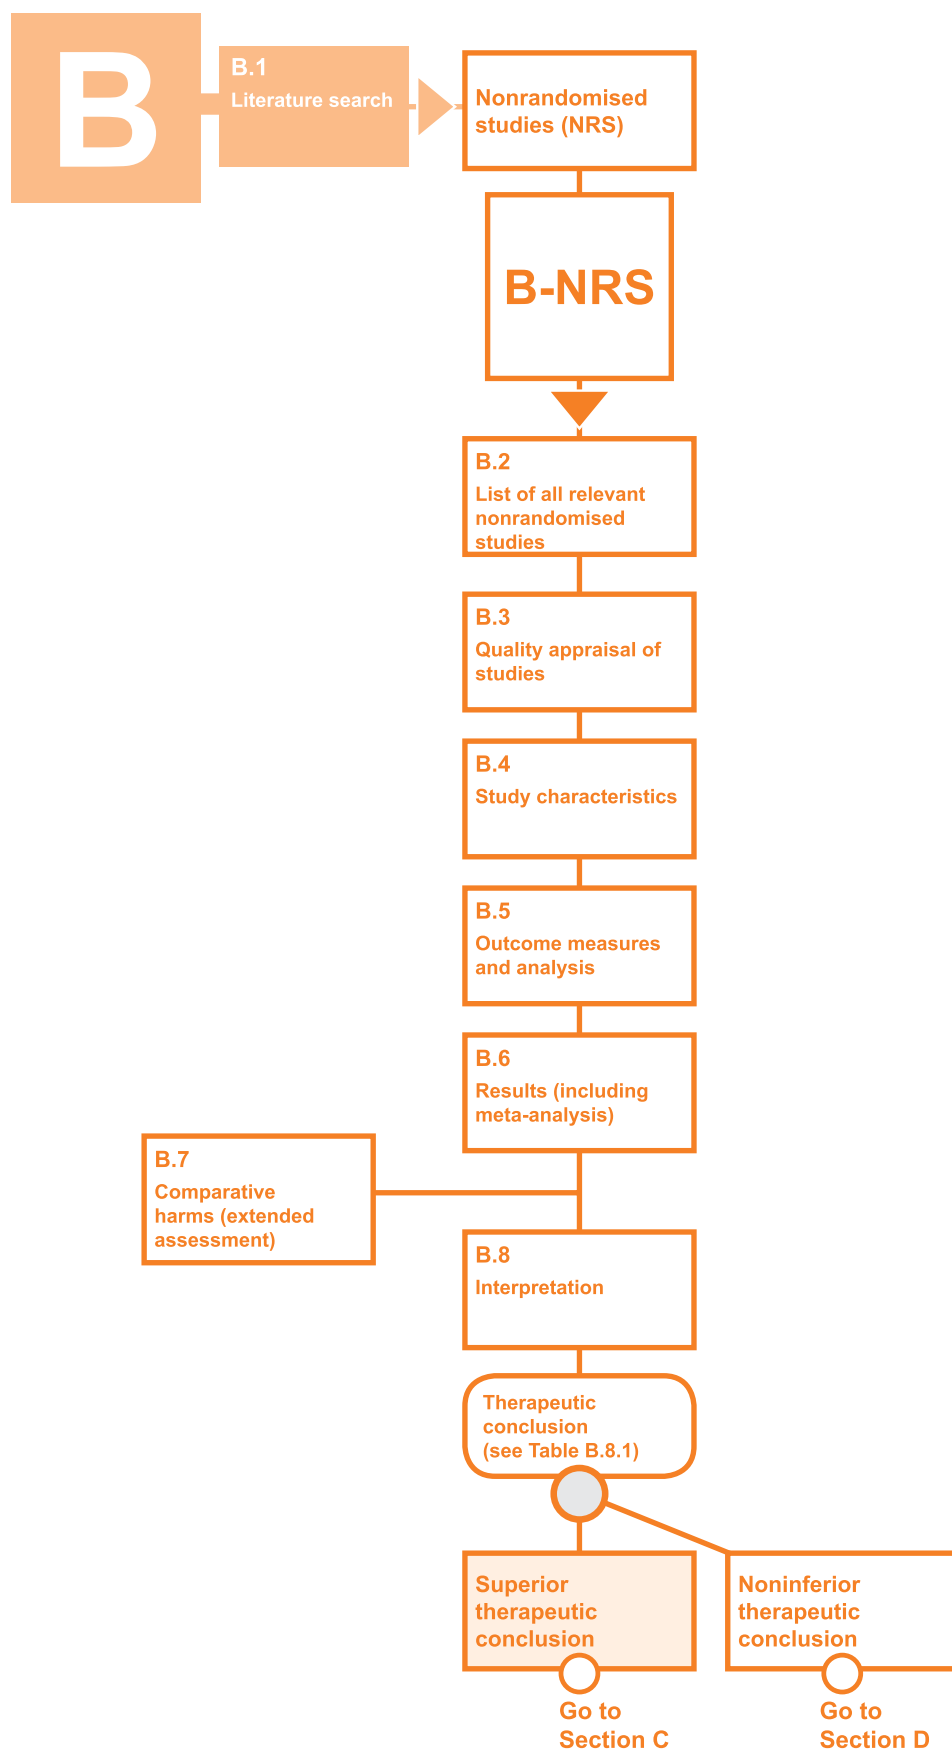 B
B.1
Literature search
Nonrandomised
studies (NRS)
B-NRS
B.2
List of all relevant
nonrandomised
studies
B.3
Quality appraisal of
studies
B.4
Study characteristics
B.5
Outcome measures
and analysis
B.6
Results (including
meta-analysis)
B.7
Comparative
harms (extended
assessment)
B.8
Interpretation
Therapeutic
conclusion
(see Table B.8.1)
Superior
therapeutic
conclusion
Noninferior
therapeutic
conclusion
Go to
Section C
Go to
Section D